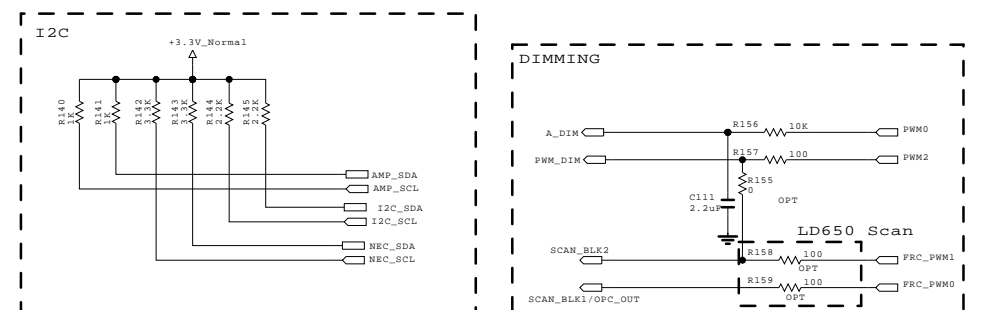 I2C
+3.3V_Normal
R140
1K
R141
1K
R142
3.3K
R143
3.3K
R144
2.2K
R145
2.2K
AMP_SDA
AMP_SCL
I2C_SDA
I2C_SCL
NEC_SDA
NEC_SCL
DIMMING
A_DIM
R156
10K
PWM0
PWM_DIM
R157
100
PWM2
R155
0
OPT
C111
2.2uF
LD650 Scan
SCAN_BLK2
R158
100
OPT
FRC_PWM1
SCAN_BLK1/OPC_OUT
R159
100
OPT
FRC_PWM0